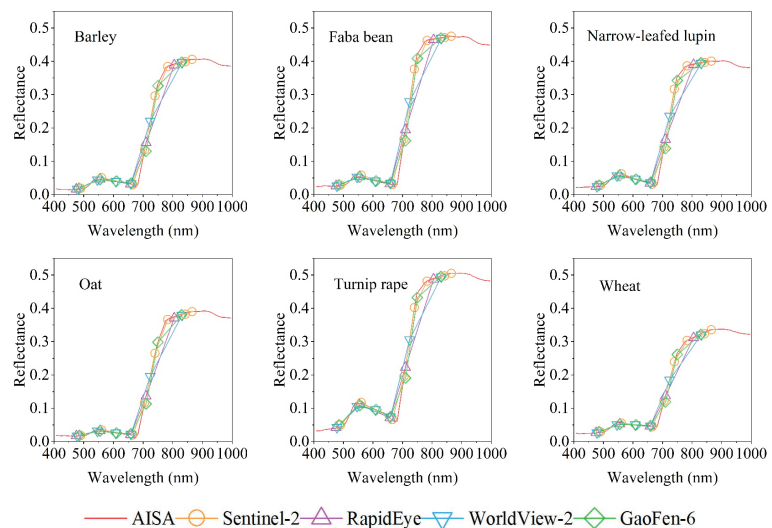 0.5
0.4
0.3
0.2
0.1
0.0
Reflectance
Barley
400 500 600 700 800 900 1000
Wavelength (nm)
0.5
0.4
0.3
0.2
0.1
0.0
Reflectance
Faba bean
400 500 600 700 800 900 1000
Wavelength (nm)
0.5
0.4
0.3
0.2
0.1
0.0
Reflectance
Narrow-leafed lupin
400 500 600 700 800 900 1000
Wavelength (nm)
0.5
0.4
0.3
0.2
0.1
0.0
Reflectance
Oat
400 500 600 700 800 900 1000
Wavelength (nm)
0.5
0.4
0.3
0.2
0.1
0.0
Reflectance
Turnip rape
400 500 600 700 800 900 1000
Wavelength (nm)
0.5
0.4
0.3
0.2
0.1
0.0
Reflectance
Wheat
400 500 600 700 800 900 1000
Wavelength (nm)
AISA Sentinel-2 RapidEye WorldView-2 GaoFen-6